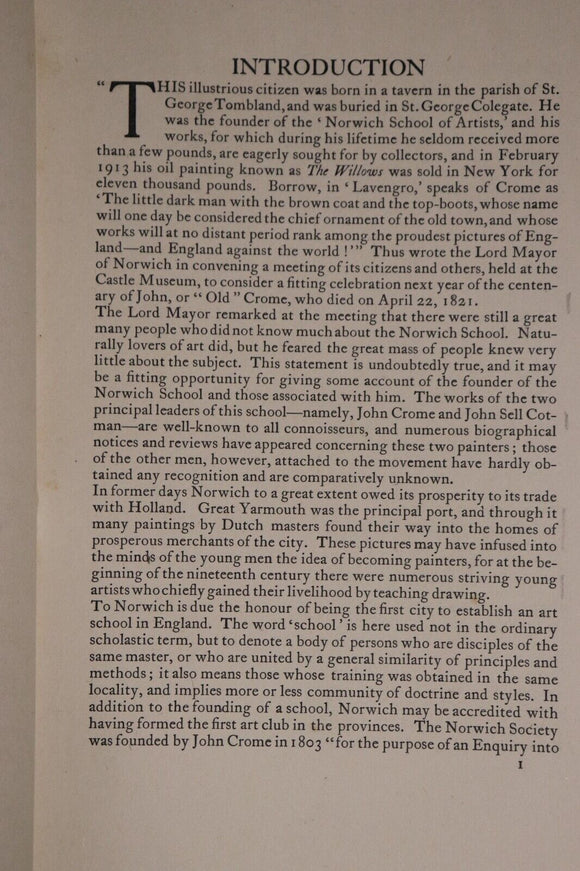 INTRODUCTION
“THIS illustrious citizen was born in a tavern in the parish of St.
George Tombland, and was buried in St. George Colegate. He
was the founder of the ‘ Norwich School of Artists,’ and his
works, for which during his lifetime he seldom received more
than a few pounds, are eagerly sought for by collectors, and in February
1913 his oil painting known as The Willows was sold in New York for
eleven thousand pounds. Borrow, in ‘ Lavengro,’ speaks of Crome as
‘ The little dark man with the brown coat and the top-boots, whose name
will one day be considered the chief ornament of the old town, and whose
works will at no distant period rank among the proudest pictures of Eng-
land—and England against the world ! ’” Thus wrote the Lord Mayor
of Norwich in convening a meeting of its citizens and others, held at the
Castle Museum, to consider a fitting celebration next year of the centen-
ary of John, or “ Old ” Crome, who died on April 22, 1821.
The Lord Mayor remarked at the meeting that there were still a great
many people who did not know much about the Norwich School. Natu-
rally lovers of art did, but he feared the great mass of people knew very
little about the subject. This statement is undoubtedly true, and it may
be a fitting opportunity for giving some account of the founder of the
Norwich School and those associated with him. The works of the two
principal leaders of this school—namely, John Crome and John Sell Cot-
man—are well-known to all connoisseurs, and numerous biographical
notices and reviews have appeared concerning these two painters ; those
of the other men, however, attached to the movement have hardly ob-
tained any recognition and are comparatively unknown.
In former days Norwich to a great extent owed its prosperity to its trade
with Holland. Great Yarmouth was the principal port, and through it
many paintings by Dutch masters found their way into the homes of
prosperous merchants of the city. These pictures may have infused into
the minds of the young men the idea of becoming painters, for at the be-
ginning of the nineteenth century there were numerous striving young
artists who chiefly gained their livelihood by teaching drawing.
To Norwich is due the honour of being the first city to establish an art
school in England. The word ‘school’ is here used not in the ordinary
scholastic term, but to denote a body of persons who are disciples of the
same master, or who are united by a general similarity of principles and
methods ; it also means those whose training was obtained in the same
locality, and implies more or less community of doctrine and styles. In
addition to the founding of a school, Norwich may be accredited with
having formed the first art club in the provinces. The Norwich Society
was founded by John Crome in 1803 “for the purpose of an Enquiry into
1